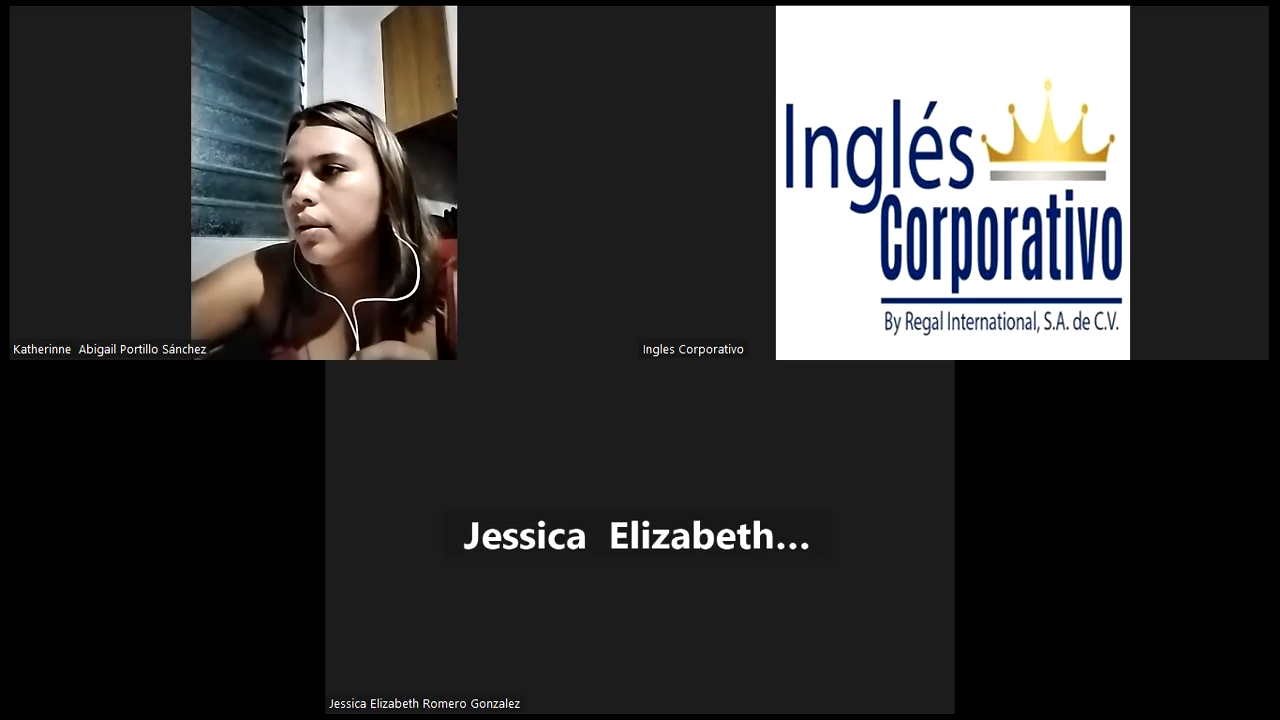 Inglés
Corporativo
By Regal International, S.A. de C.V.
Katherinne  Abigail Portillo Sánchez
Ingles Corporativo
Jessica  Elizabeth...
Jessica Elizabeth Romero Gonzalez